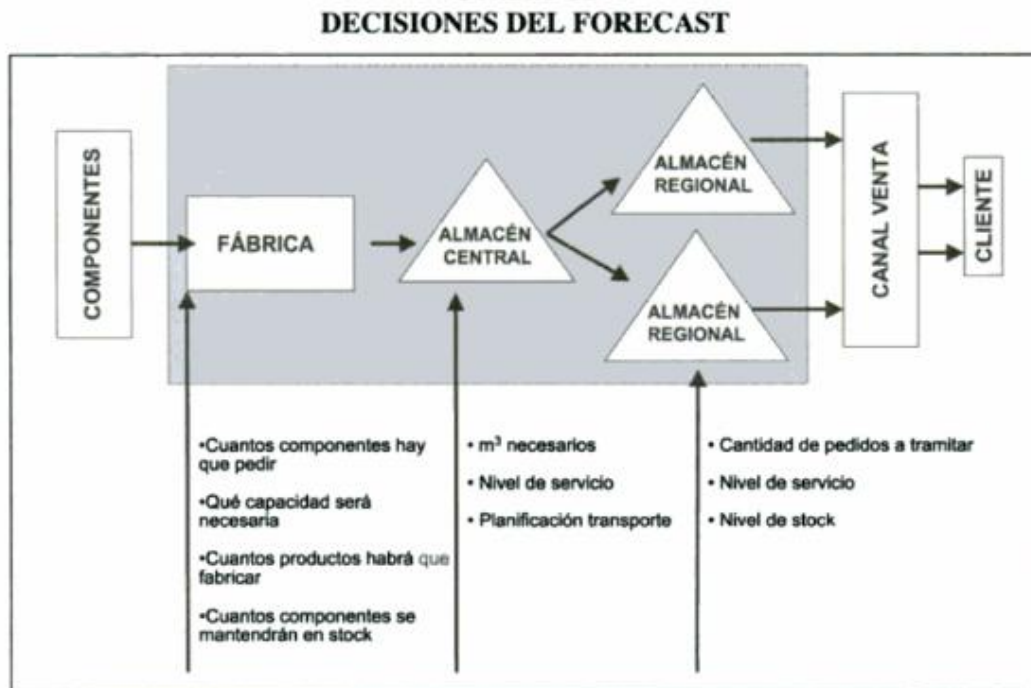 DECISIONES DEL FORECAST
COMPONENTES
FÁBRICA
ALMACÉN
CENTRAL
ALMACÉN
REGIONAL
ALMACÉN
REGIONAL
CANAL VENTA
CLIENTE
•Cuantos componentes hay
que pedir
•Qué capacidad será
necesaria
•Cuantos productos habrá que
fabricar
•Cuantos componentes se
mantendrán en stock
• m³ necesarios
• Nivel de servicio
• Planificación transporte
• Cantidad de pedidos a tramitar
• Nivel de servicio
• Nivel de stock